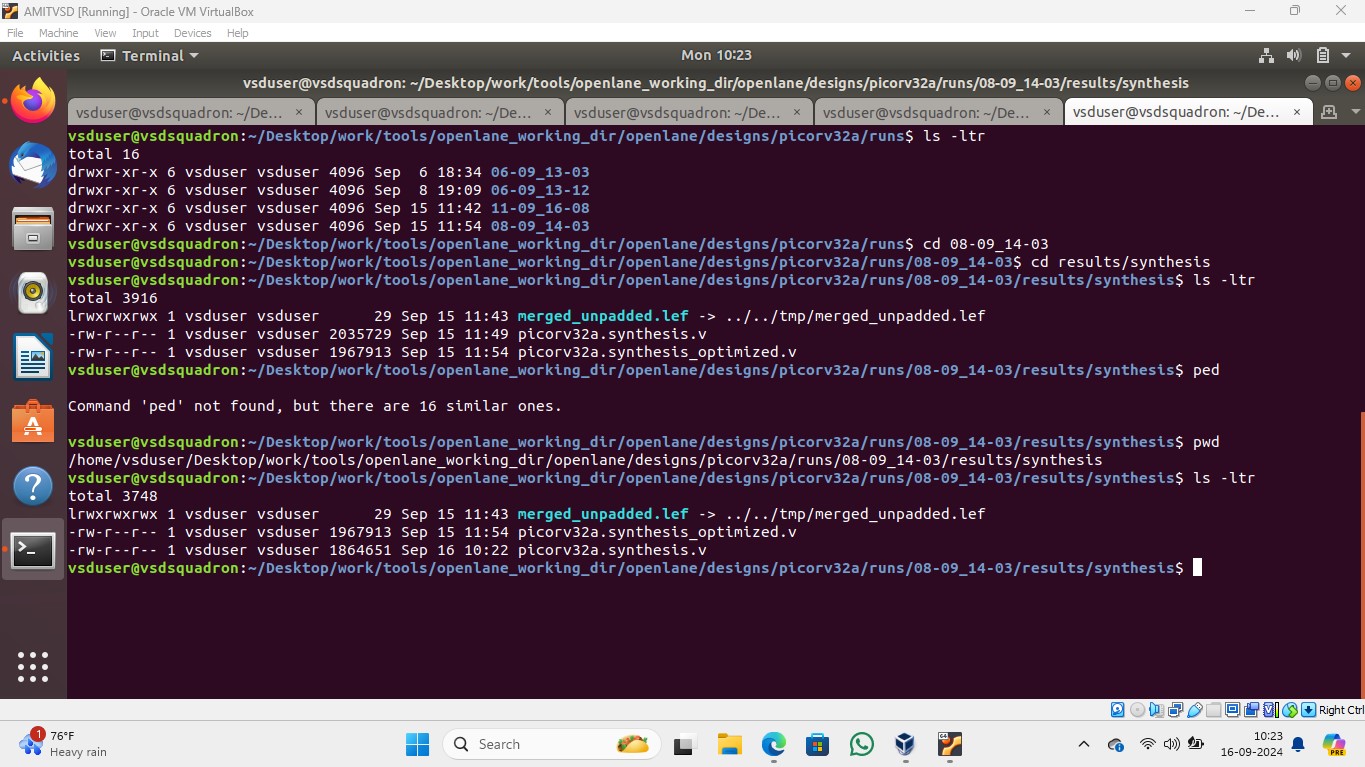 AMITVSD [Running] - Oracle VM VirtualBox
File Machine View Input Devices Help
Activities Terminal Mon 10:23
vsduser@vsdsquadron: ~/Desktop/work/tools/openlane_working_dir/openlane/designs/picorv32a/runs/08-09_14-03/results/synthesis
vsduser@vsdsquadron: ~/De... × vsduser@vsdsquadron: ~/De... × vsduser@vsdsquadron: ~/De... × vsduser@vsdsquadron: ~/De... × vsduser@vsdsquadron: ~/De... ×
vsduser@vsdsquadron:~/Desktop/work/tools/openlane_working_dir/openlane/designs/picorv32a/runs$ ls -ltr
total 16
drwxr-xr-x 6 vsduser vsduser 4096 Sep  6 18:34 06-09_13-03
drwxr-xr-x 6 vsduser vsduser 4096 Sep  8 19:09 06-09_13-12
drwxr-xr-x 6 vsduser vsduser 4096 Sep 15 11:42 11-09_16-08
drwxr-xr-x 6 vsduser vsduser 4096 Sep 15 11:54 08-09_14-03
vsduser@vsdsquadron:~/Desktop/work/tools/openlane_working_dir/openlane/designs/picorv32a/runs$ cd 08-09_14-03
vsduser@vsdsquadron:~/Desktop/work/tools/openlane_working_dir/openlane/designs/picorv32a/runs/08-09_14-03$ cd results/synthesis
vsduser@vsdsquadron:~/Desktop/work/tools/openlane_working_dir/openlane/designs/picorv32a/runs/08-09_14-03/results/synthesis$ ls -ltr
total 3916
lrwxrwxrwx 1 vsduser vsduser      29 Sep 15 11:43 merged_unpadded.lef -> ../../tmp/merged_unpadded.lef
-rw-r--r-- 1 vsduser vsduser 2035729 Sep 15 11:49 picorv32a.synthesis.v
-rw-r--r-- 1 vsduser vsduser 1967913 Sep 15 11:54 picorv32a.synthesis_optimized.v
vsduser@vsdsquadron:~/Desktop/work/tools/openlane_working_dir/openlane/designs/picorv32a/runs/08-09_14-03/results/synthesis$ ped
Command 'ped' not found, but there are 16 similar ones.
vsduser@vsdsquadron:~/Desktop/work/tools/openlane_working_dir/openlane/designs/picorv32a/runs/08-09_14-03/results/synthesis$ pwd
/home/vsduser/Desktop/work/tools/openlane_working_dir/openlane/designs/picorv32a/runs/08-09_14-03/results/synthesis
vsduser@vsdsquadron:~/Desktop/work/tools/openlane_working_dir/openlane/designs/picorv32a/runs/08-09_14-03/results/synthesis$ ls -ltr
total 3748
lrwxrwxrwx 1 vsduser vsduser      29 Sep 15 11:43 merged_unpadded.lef -> ../../tmp/merged_unpadded.lef
-rw-r--r-- 1 vsduser vsduser 1967913 Sep 15 11:54 picorv32a.synthesis_optimized.v
-rw-r--r-- 1 vsduser vsduser 1864651 Sep 16 10:22 picorv32a.synthesis.v
vsduser@vsdsquadron:~/Desktop/work/tools/openlane_working_dir/openlane/designs/picorv32a/runs/08-09_14-03/results/synthesis$
Right Ctrl
1 76°F
Heavy rain
Search
10:23
16-09-2024
PRE